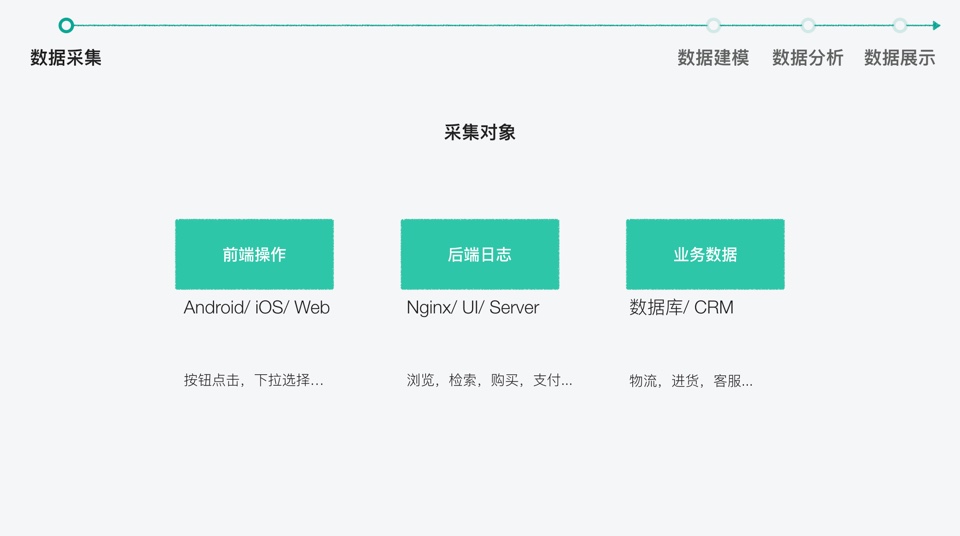 数据采集
数据建模
数据分析
数据展示
采集对象
前端操作
后端日志
业务数据
Android/ iOS/ Web
Nginx/ UI/ Server
数据库/ CRM
按钮点击，下拉选择…
浏览，检索，购买，支付...
物流，进货，客服...